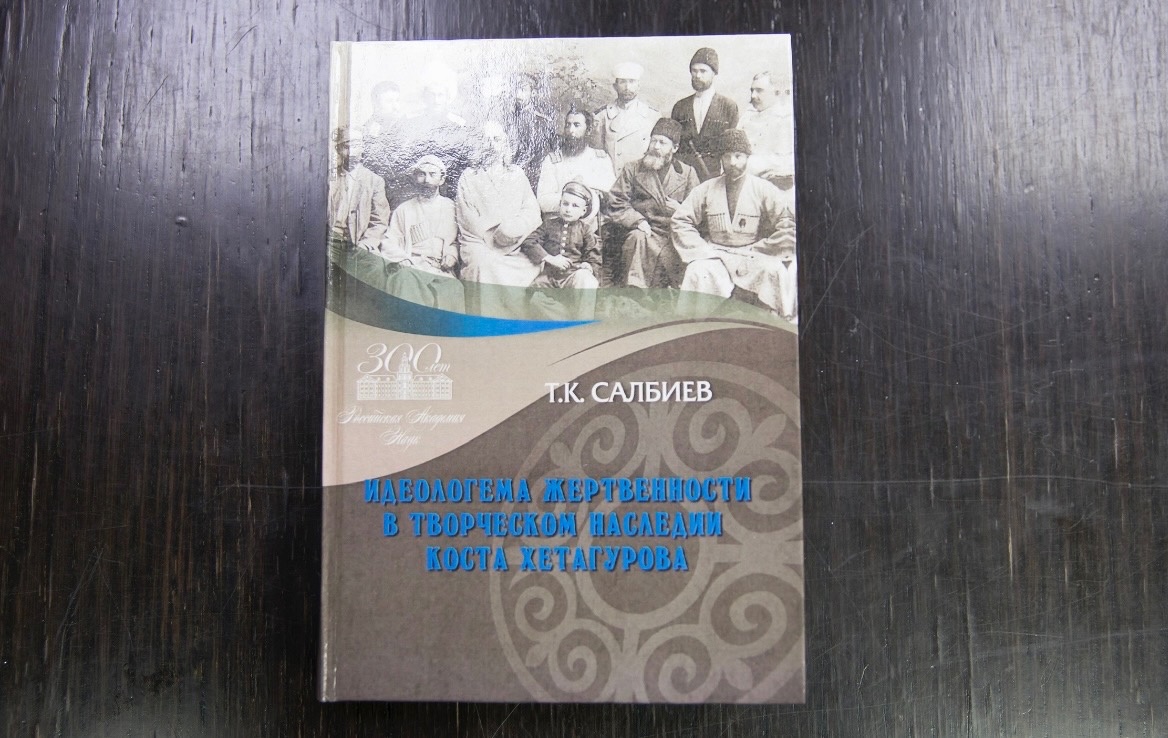 300 лет
Российская Академия
Наук
Т.К. САЛБИЕВ
ИДЕОЛОГЕМА ЖЕРТВЕННОСТИ
В ТВОРЧЕСКОМ НАСЛЕДИИ
КОСТА ХЕТАГУРОВА